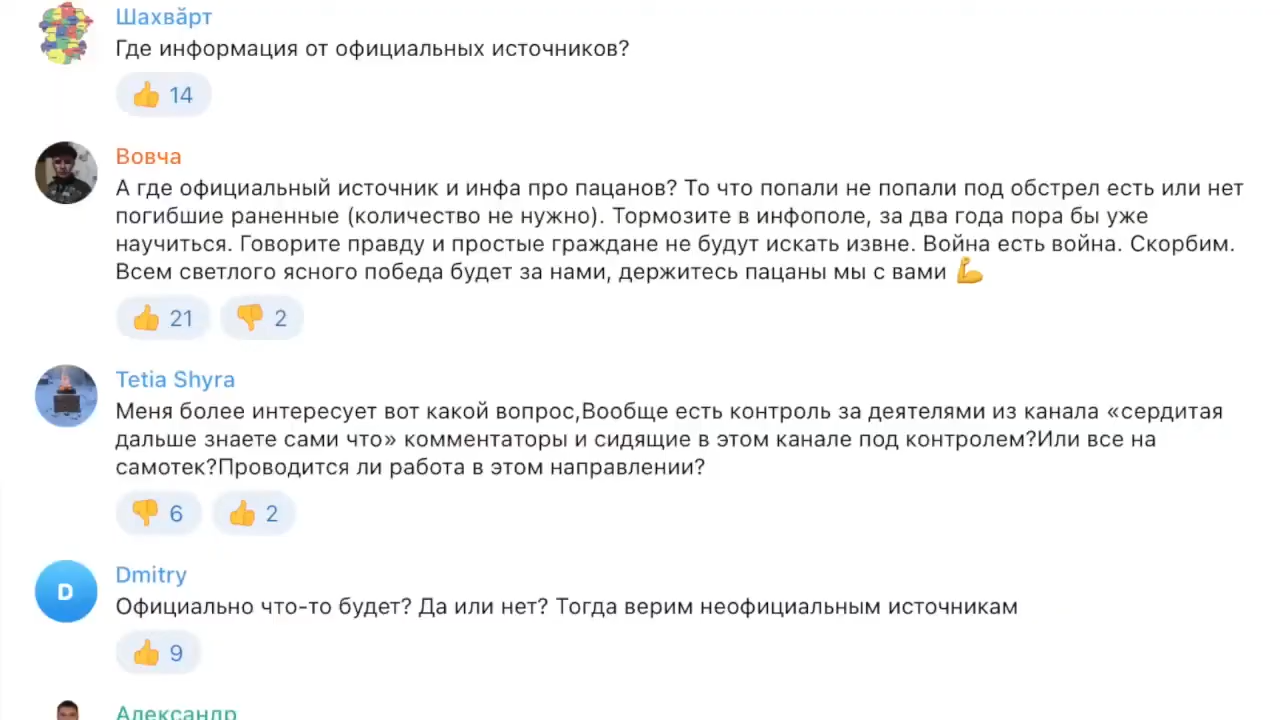 Шахвӑрт
Где информация от официальных источников?
👍 14
Вовча
А где официальный источник и инфа про пацанов? То что попали не попали под обстрел есть или нет
погибшие раненные (количество не нужно). Тормозите в инфополе, за два года пора бы уже
научиться. Говорите правду и простые граждане не будут искать извне. Война есть война. Скорбим.
Всем светлого ясного победа будет за нами, держитесь пацаны мы с вами 💪
👍 21 👎 2
Tetia Shyra
Меня более интересует вот какой вопрос,Вообще есть контроль за деятелями из канала «сердитая
дальше знаете сами что» комментаторы и сидящие в этом канале под контролем?Или все на
самотек?Проводится ли работа в этом направлении?
👎 6 👍 2
D
Dmitry
Официально что-то будет? Да или нет? Тогда верим неофициальным источникам
👍 9
Александр